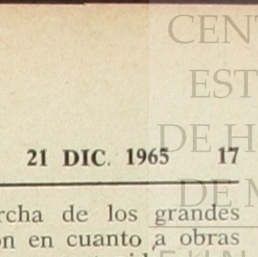 CENT
EST
21 DIC. 1965 17
DE H
DE M
rcha de los grandes
on en cuanto a obras